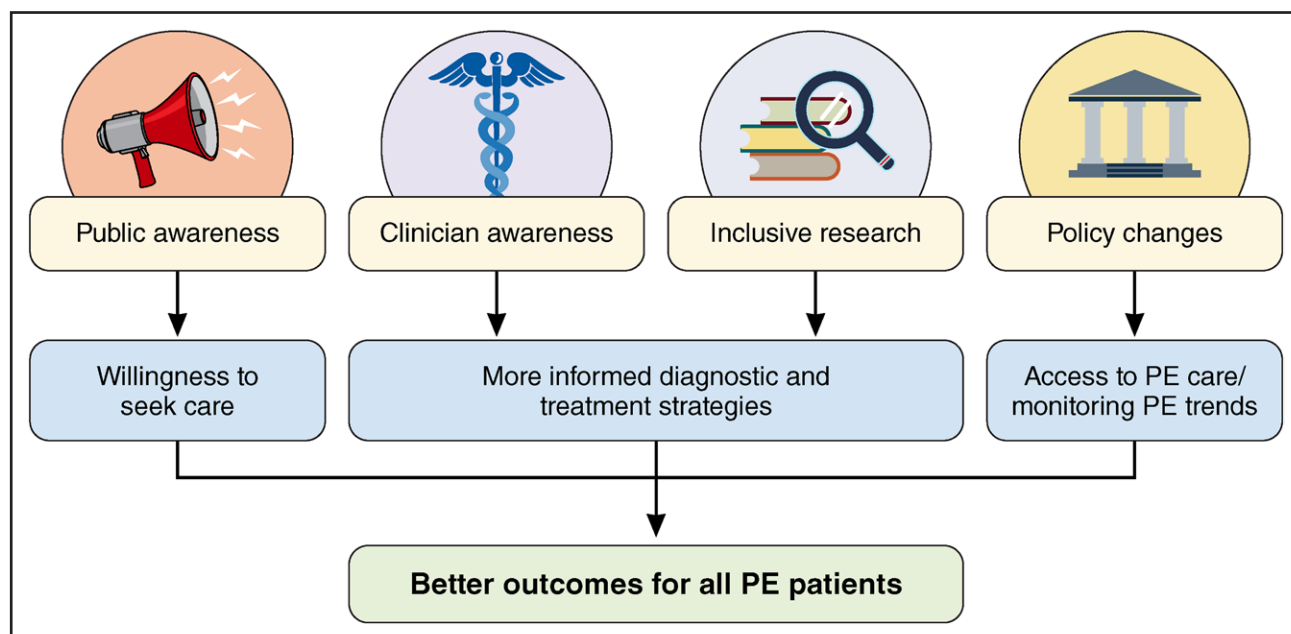 Public awareness
Clinician awareness
Inclusive research
Policy changes
Willingness to
seek care
More informed diagnostic and
treatment strategies
Access to PE care/
monitoring PE trends
Better outcomes for all PE patients